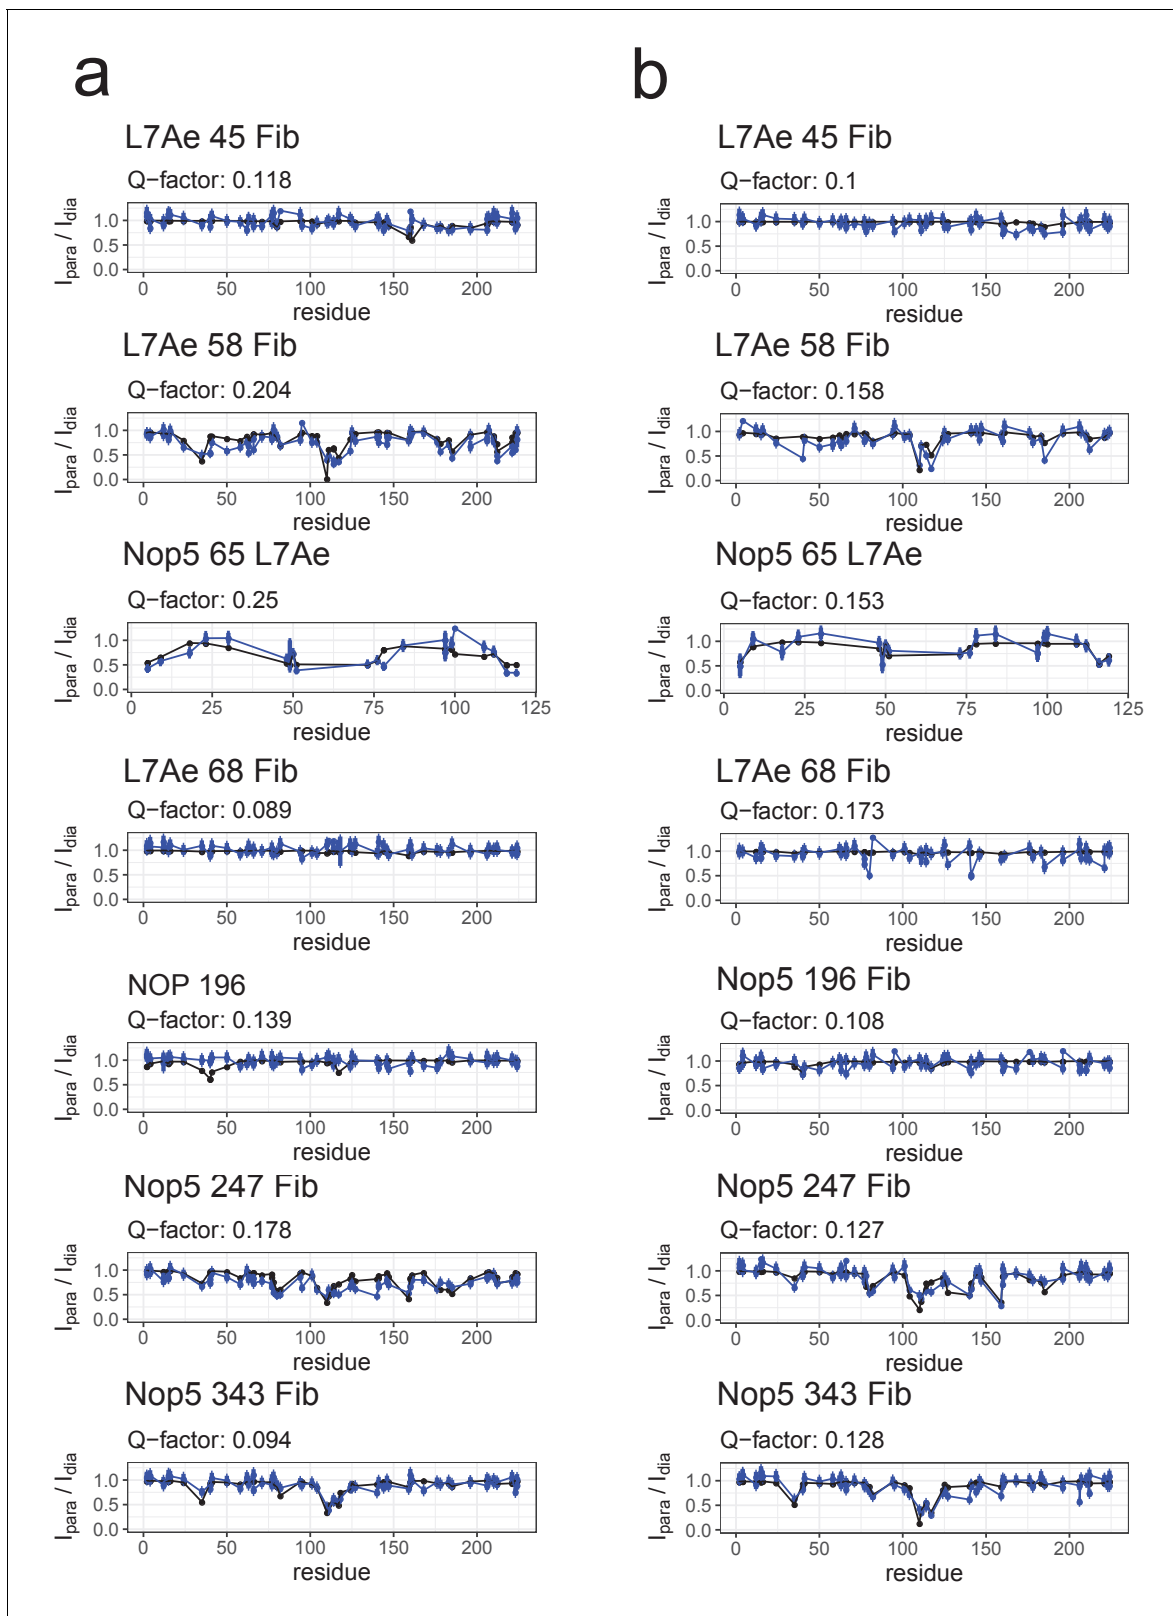 a
L7Ae 45 Fib
Q−factor: 0.118
Ipara / Idia
1.0
0.5
0.0
0 50 100 150 200
residue
L7Ae 58 Fib
Q−factor: 0.204
Ipara / Idia
1.0
0.5
0.0
0 50 100 150 200
residue
Nop5 65 L7Ae
Q−factor: 0.25
Ipara / Idia
1.0
0.5
0.0
0 25 50 75 100 125
residue
L7Ae 68 Fib
Q−factor: 0.089
Ipara / Idia
1.0
0.5
0.0
0 50 100 150 200
residue
NOP 196
Q−factor: 0.139
Ipara / Idia
1.0
0.5
0.0
0 50 100 150 200
residue
Nop5 247 Fib
Q−factor: 0.178
Ipara / Idia
1.0
0.5
0.0
0 50 100 150 200
residue
Nop5 343 Fib
Q−factor: 0.094
Ipara / Idia
1.0
0.5
0.0
0 50 100 150 200
residue
b
L7Ae 45 Fib
Q−factor: 0.1
Ipara / Idia
1.0
0.5
0.0
0 50 100 150 200
residue
L7Ae 58 Fib
Q−factor: 0.158
Ipara / Idia
1.0
0.5
0.0
0 50 100 150 200
residue
Nop5 65 L7Ae
Q−factor: 0.153
Ipara / Idia
1.0
0.5
0.0
0 25 50 75 100 125
residue
L7Ae 68 Fib
Q−factor: 0.173
Ipara / Idia
1.0
0.5
0.0
0 50 100 150 200
residue
Nop5 196 Fib
Q−factor: 0.108
Ipara / Idia
1.0
0.5
0.0
0 50 100 150 200
residue
Nop5 247 Fib
Q−factor: 0.127
Ipara / Idia
1.0
0.5
0.0
0 50 100 150 200
residue
Nop5 343 Fib
Q−factor: 0.128
Ipara / Idia
1.0
0.5
0.0
0 50 100 150 200
residue